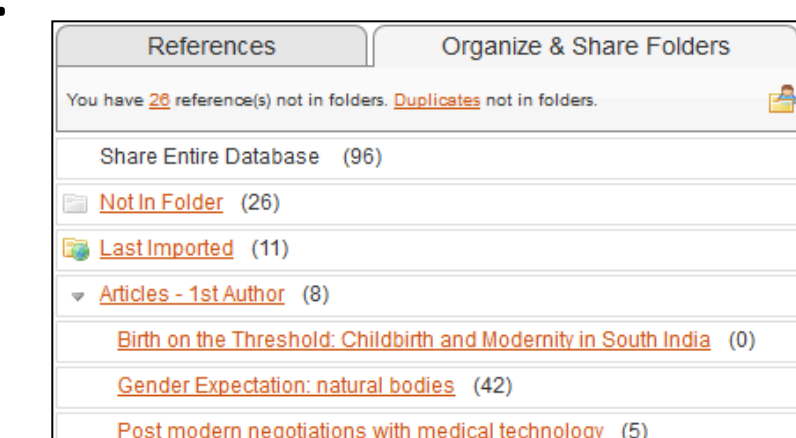 References
Organize & Share Folders
You have 26 reference(s) not in folders. Duplicates not in folders.
Share Entire Database (96)
Not In Folder (26)
Last Imported (11)
Articles - 1st Author (8)
Birth on the Threshold: Childbirth and Modernity in South India (0)
Gender Expectation: natural bodies (42)
Post modern negotiations with medical technology (5)